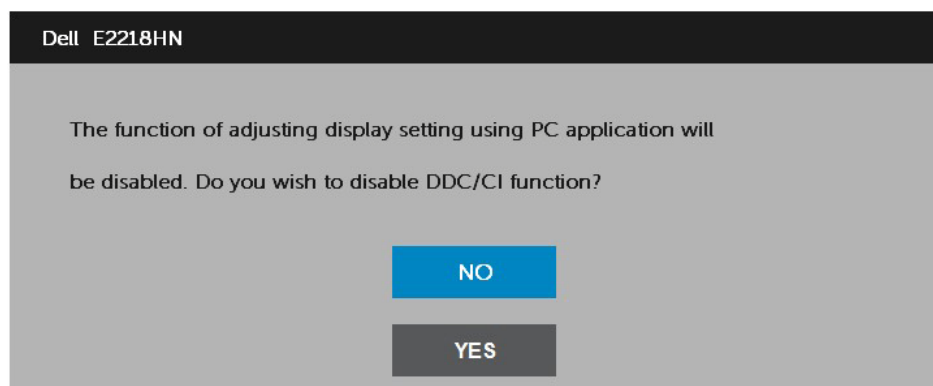 Dell E2218HN
The function of adjusting display setting using PC application will
be disabled. Do you wish to disable DDC/CI function?
NO
YES